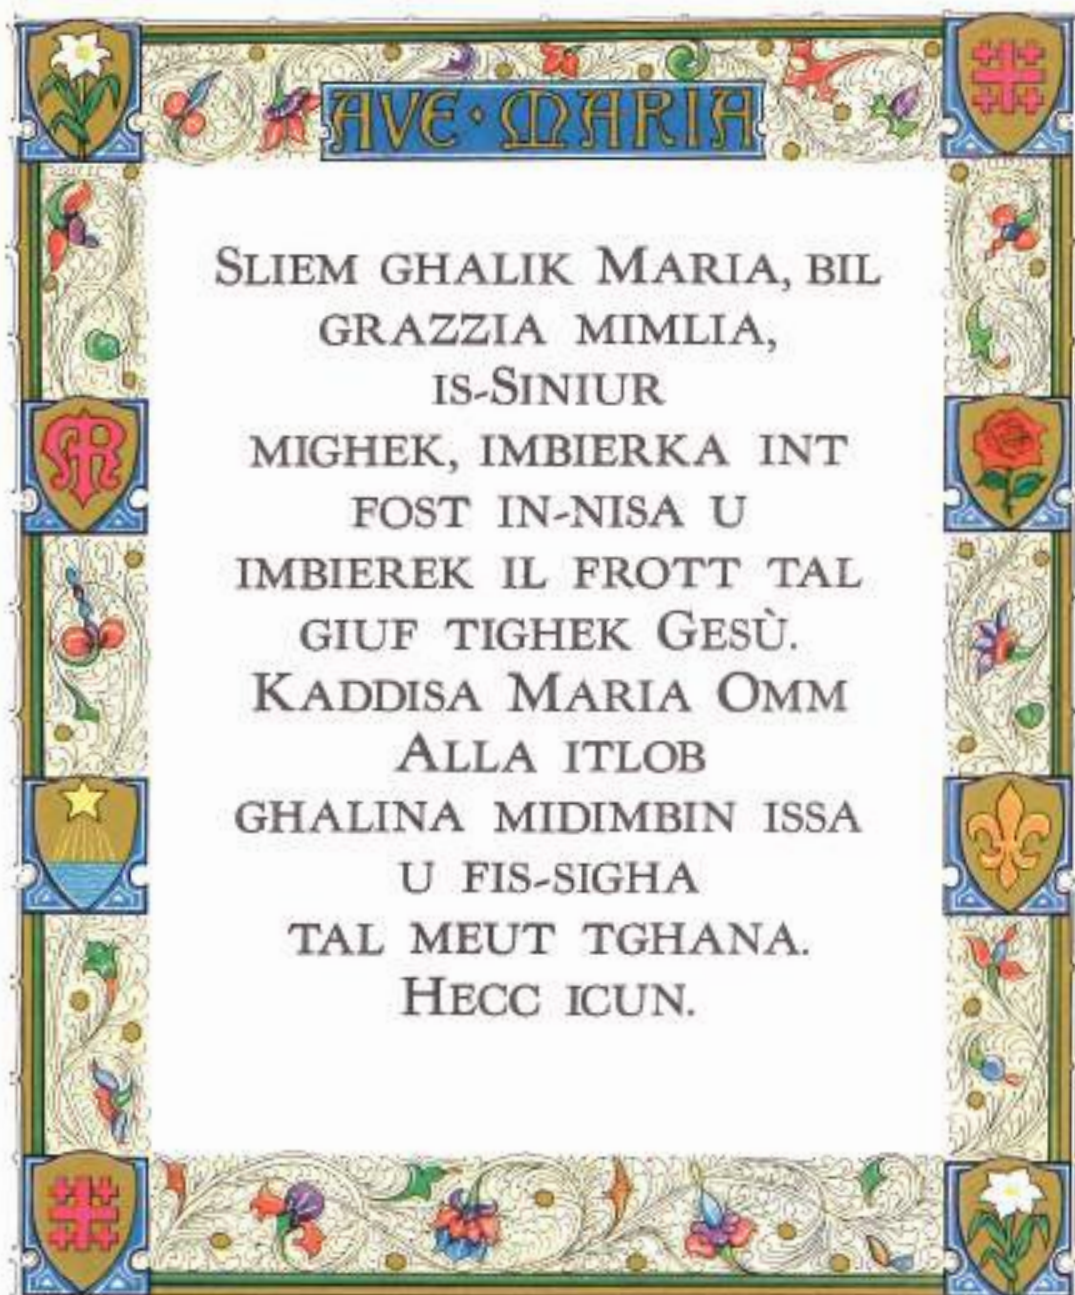 AVE · MARIA
SLIEM GHALIK MARIA, BIL
GRAZZIA MIMLIA,
IS-SINIUR
MIGHEK, IMBIERKA INT
FOST IN-NISA U
IMBIEREK IL FROTT TAL
GIUF TIGHEK GESÙ.
KADDISA MARIA OMM
ALLA ITLOB
GHALINA MIDIMBIN ISSA
U FIS-SIGHA
TAL MEUT TGHANA.
HECC ICUN.